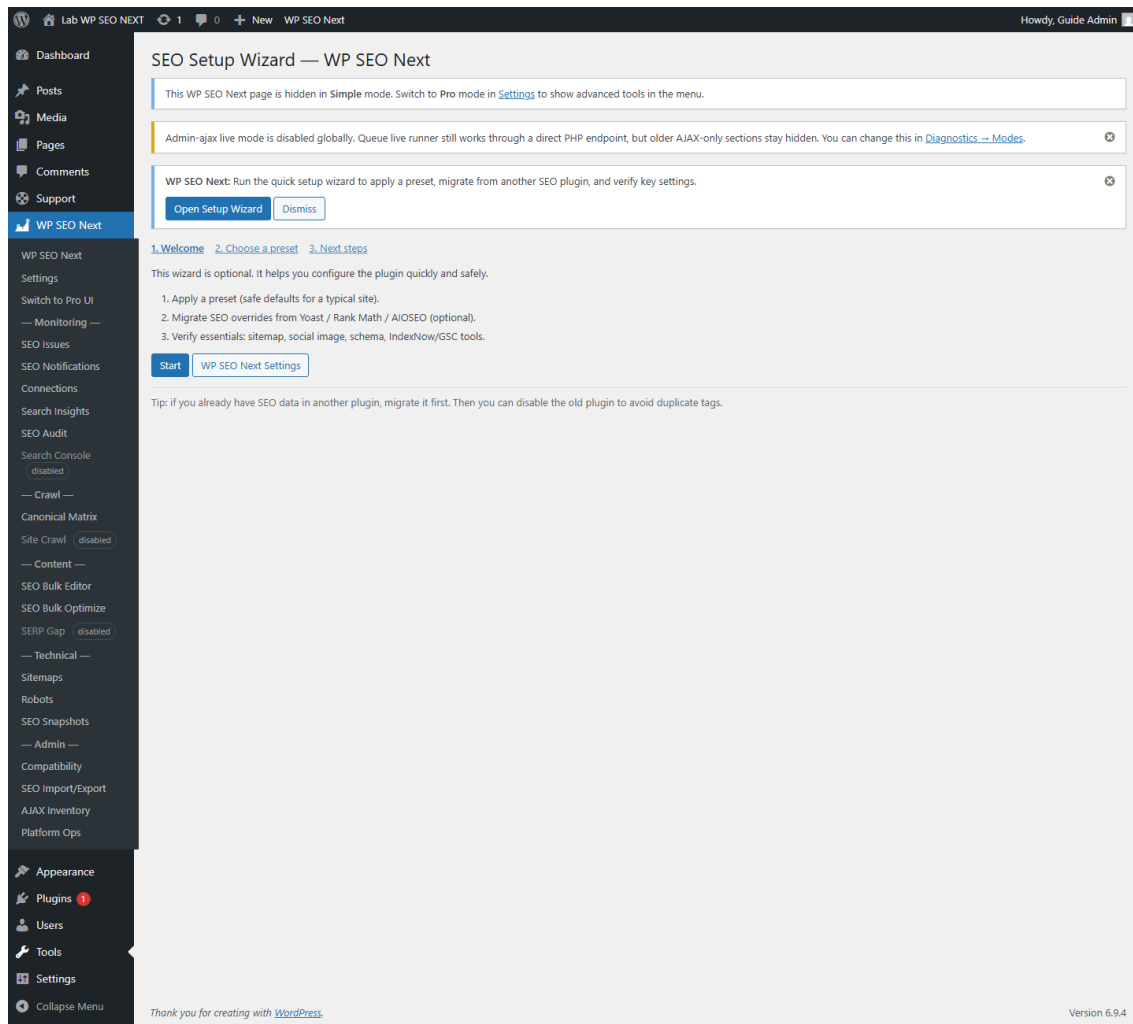 Lab WP SEO NEXT 1 0 New WP SEO Next Howdy, Guide Admin
Dashboard
Posts
Media
Pages
Comments
Support
WP SEO Next
WP SEO Next
Settings
Switch to Pro UI
— Monitoring —
SEO Issues
SEO Notifications
Connections
Search Insights
SEO Audit
Search Console
disabled
— Crawl —
Canonical Matrix
Site Crawl disabled
— Content —
SEO Bulk Editor
SEO Bulk Optimize
SERP Gap disabled
— Technical —
Sitemaps
Robots
SEO Snapshots
— Admin —
Compatibility
SEO Import/Export
AJAX Inventory
Platform Ops
Appearance
Plugins 1
Users
Tools
Settings
Collapse Menu
SEO Setup Wizard — WP SEO Next
This WP SEO Next page is hidden in Simple mode. Switch to Pro mode in Settings to show advanced tools in the menu.
Admin-ajax live mode is disabled globally. Queue live runner still works through a direct PHP endpoint, but older AJAX-only sections stay hidden. You can change this in Diagnostics → Modes.
WP SEO Next: Run the quick setup wizard to apply a preset, migrate from another SEO plugin, and verify key settings.
Open Setup Wizard Dismiss
1. Welcome 2. Choose a preset 3. Next steps
This wizard is optional. It helps you configure the plugin quickly and safely.
1. Apply a preset (safe defaults for a typical site).
2. Migrate SEO overrides from Yoast / Rank Math / AIOSEO (optional).
3. Verify essentials: sitemap, social image, schema, IndexNow/GSC tools.
Start WP SEO Next Settings
Tip: if you already have SEO data in another plugin, migrate it first. Then you can disable the old plugin to avoid duplicate tags.
Thank you for creating with WordPress. Version 6.9.4